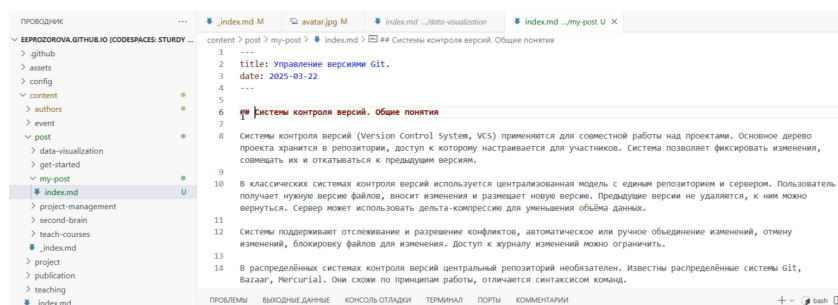 ПРОВОДНИК ···
_index.md M
avatar.jpg M
index.md .../data-visualization
index.md .../my-post U
EEPROZOROVA.GITHUB.IO [CODESPACES: STURDY ...
content > post > my-post > index.md > ## Системы контроля версий. Общие понятия
.github
assets
config
content
authors
event
post
data-visualization
get-started
my-post
index.md U
project-management
second-brain
teach-courses
_index.md
project
publication
teaching
index.md
1 ---
2 title: Управление версиями Git.
3 date: 2025-03-22
4 ---
5
6 ## Системы контроля версий. Общие понятия
7
8 Системы контроля версий (Version Control System, VCS) применяются для совместной работы над проектами. Основное дерево
проекта хранится в репозитории, доступ к которому настраивается для участников. Система позволяет фиксировать изменения,
совмещать их и откатываться к предыдущим версиям.
9
10 В классических системах контроля версий используется централизованная модель с единым репозиторием и сервером. Пользователь
получает нужную версию файлов, вносит изменения и размещает новую версию. Предыдущие версии не удаляются, к ним можно
вернуться. Сервер может использовать дельта-компрессию для уменьшения объёма данных.
11
12 Системы поддерживают отслеживание и разрешение конфликтов, автоматическое или ручное объединение изменений, отмену
изменений, блокировку файлов для изменения. Доступ к журналу изменений можно ограничить.
13
14 В распределённых системах контроля версий центральный репозиторий необязателен. Известны распределённые системы Git,
Bazaar, Mercurial. Они схожи по принципам работы, отличаются синтаксисом команд.
ПРОБЛЕМЫ ВЫХОДНЫЕ ДАННЫЕ КОНСОЛЬ ОТЛАДКИ ТЕРМИНАЛ ПОРТЫ КОММЕНТАРИИ
bash